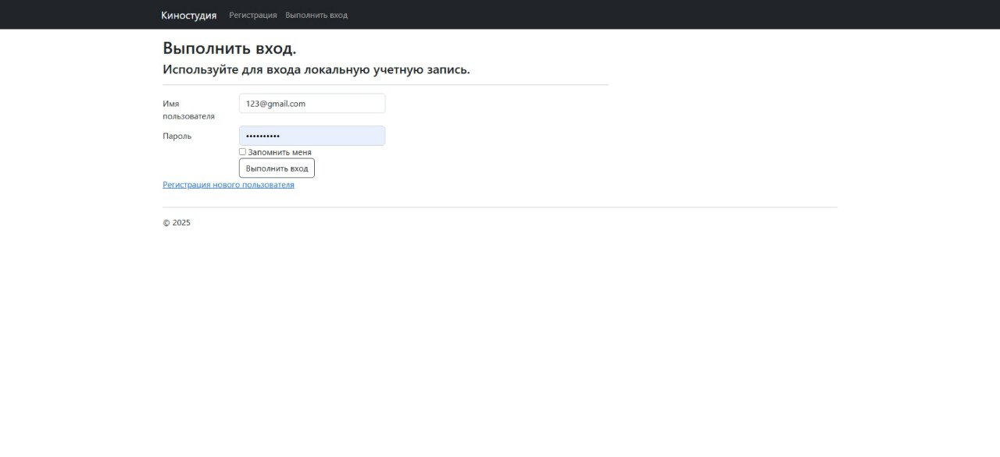 Киностудия Регистрация Выполнить вход
Выполнить вход.
Используйте для входа локальную учетную запись.
Имя
пользователя
123@gmail.com
Пароль
••••••••••
Запомнить меня
Выполнить вход
Регистрация нового пользователя
© 2025